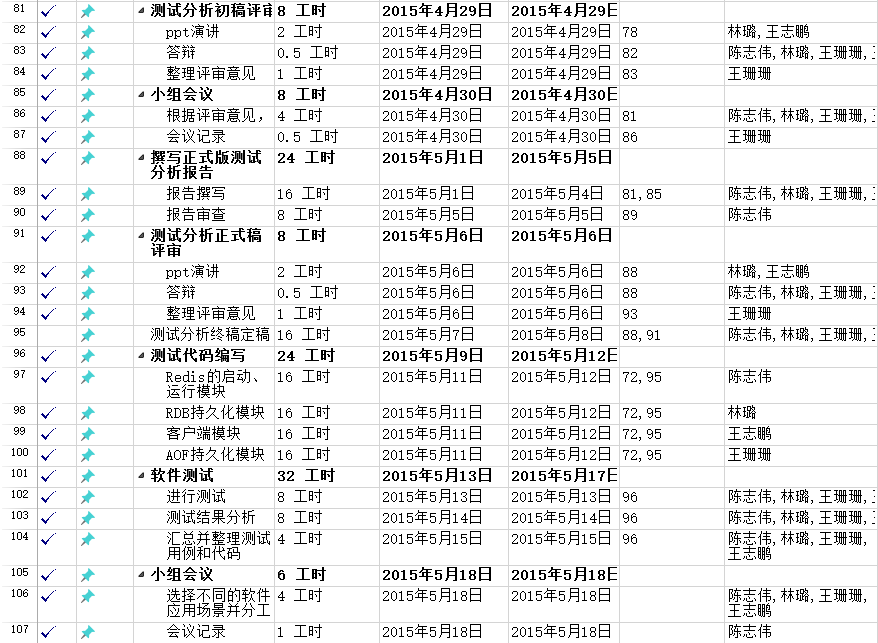 81 测试分析初稿评审 8 工时 2015年4月29日 2015年4月29日
82 ppt演讲 2 工时 2015年4月29日 2015年4月29日 78 林璐,王志鹏
83 答辩 0.5 工时 2015年4月29日 2015年4月29日 82 陈志伟,林璐,王珊珊,
84 整理评审意见 1 工时 2015年4月29日 2015年4月29日 83 王珊珊
85 小组会议 8 工时 2015年4月30日 2015年4月30日
86 根据评审意见, 4 工时 2015年4月30日 2015年4月30日 81 陈志伟,林璐,王珊珊,
87 会议记录 0.5 工时 2015年4月30日 2015年4月30日 86 王珊珊
88 撰写正式版测试 24 工时 2015年5月1日 2015年5月5日
分析报告
89 报告撰写 16 工时 2015年5月1日 2015年5月4日 81,85 陈志伟,林璐,王珊珊,
90 报告审查 8 工时 2015年5月5日 2015年5月5日 89 陈志伟
91 测试分析正式稿 8 工时 2015年5月6日 2015年5月6日
评审
92 ppt演讲 2 工时 2015年5月6日 2015年5月6日 88 林璐,王志鹏
93 答辩 0.5 工时 2015年5月6日 2015年5月6日 88 陈志伟,林璐,王珊珊,
94 整理评审意见 1 工时 2015年5月6日 2015年5月6日 93 王珊珊
95 测试分析终稿定稿 16 工时 2015年5月7日 2015年5月8日 88,91 陈志伟,林璐,王珊珊,
96 测试代码编写 24 工时 2015年5月9日 2015年5月12日
97 Redis的启动、 16 工时 2015年5月11日 2015年5月12日 72,95 陈志伟
运行模块
98 RDB持久化模块 16 工时 2015年5月11日 2015年5月12日 72,95 林璐
99 客户端模块 16 工时 2015年5月11日 2015年5月12日 72,95 王志鹏
100 AOF持久化模块 16 工时 2015年5月11日 2015年5月12日 72,95 王珊珊
101 软件测试 32 工时 2015年5月13日 2015年5月17日
102 进行测试 8 工时 2015年5月13日 2015年5月13日 96 陈志伟,林璐,王珊珊,
103 测试结果分析 8 工时 2015年5月14日 2015年5月14日 96 陈志伟,林璐,王珊珊,
104 汇总并整理测试 4 工时 2015年5月15日 2015年5月15日 96 陈志伟,林璐,王珊珊,
用例和代码 王志鹏
105 小组会议 6 工时 2015年5月18日 2015年5月18日
106 选择不同的软件 4 工时 2015年5月18日 2015年5月18日 陈志伟,林璐,王珊珊,
应用场景并分工 王志鹏
107 会议记录 1 工时 2015年5月18日 2015年5月18日 陈志伟